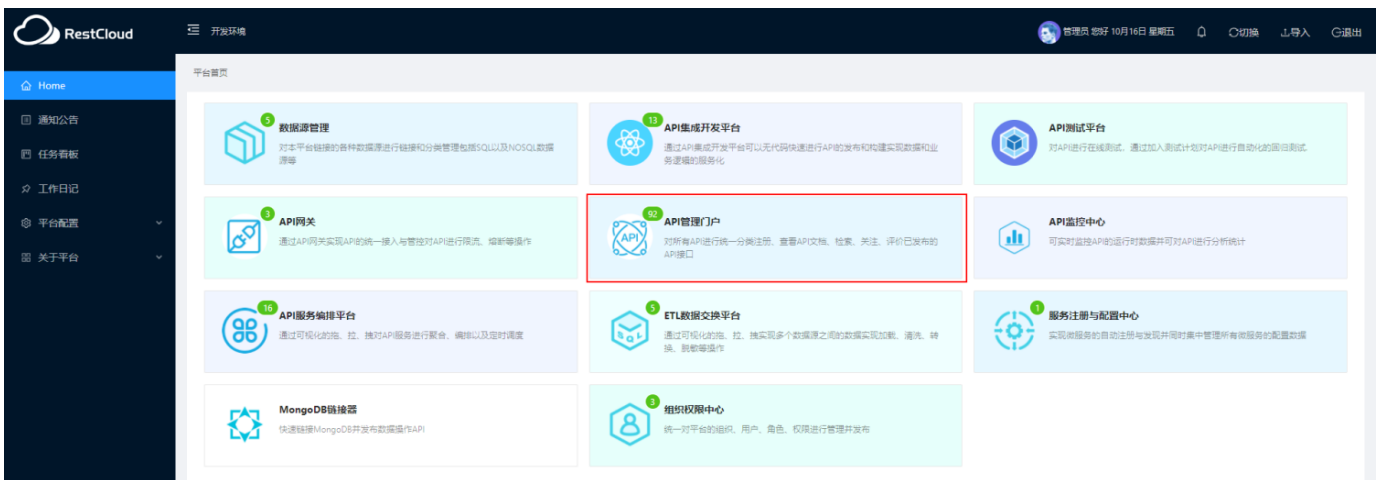 RestCloud
开发环境
管理员 您好 10月16日 星期五
切换
导入
退出
Home
通知公告
任务看板
工作日记
平台配置
关于平台
平台首页
5
数据源管理
对本平台链接的各种数据源进行链接和分类管理包括SQL以及NOSQL数据
源等
13
API集成开发平台
通过API集成开发平台可以无代码快速进行API的发布和构建实现数据和业
务逻辑的服务化
API测试平台
对API进行在线测试、通过加入测试计划对API进行自动化的回归测试
3
API网关
通过API网关实现API的统一接入与管控对API进行限流、熔断等操作
92
API
API管理门户
对所有API进行统一分类注册、查看API文档、检索、关注、评价已发布的
API接口
API监控中心
可实时监控API的运行时数据并可对API进行分析统计
16
API服务编排平台
通过可视化的拖、拉、拽对API服务进行聚合、编排以及定时调度
5
SQL
ETL数据交换平台
通过可视化的拖、拉、拽实现多个数据源之间的数据实现加载、清洗、转
换、脱敏等操作
1
服务注册与配置中心
实现微服务的自动注册与发现并同时集中管理所有微服务的配置数据
MongoDB链接器
快速链接MongoDB并发布数据操作API
3
组织权限中心
统一对平台的组织、用户、角色、权限进行管理并发布